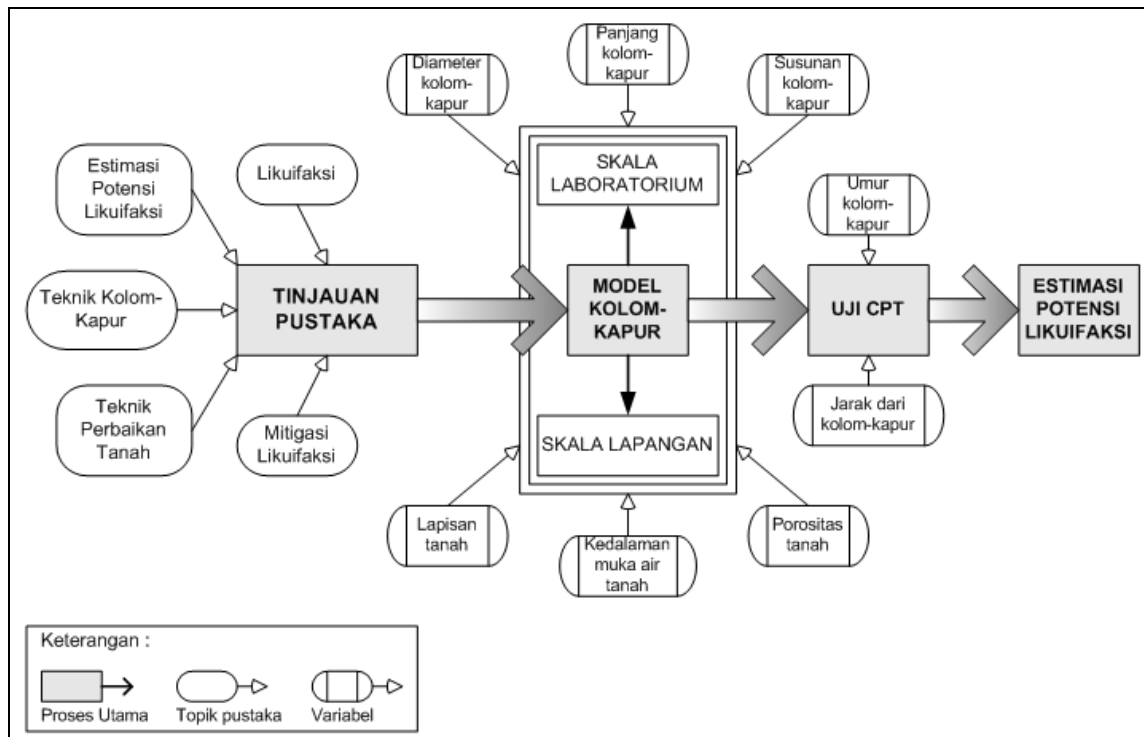 Diameter
kolom-
kapur
Panjang
kolom-
kapur
Susunan
kolom-
kapur
Estimasi
Potensi
Likuifaksi
Likuifaksi
SKALA
LABORATORIUM
Umur
kolom-
kapur
Teknik Kolom-
Kapur
TINJAUAN
PUSTAKA
MODEL
KOLOM-
KAPUR
UJI CPT
ESTIMASI
POTENSI
LIKUIFAKSI
Teknik
Perbaikan
Tanah
Mitigasi
Likuifaksi
SKALA LAPANGAN
Jarak dari
kolom-kapur
Lapisan
tanah
Kedalaman
muka air
tanah
Porositas
tanah
Keterangan :
Proses Utama
Topik pustaka
Variabel